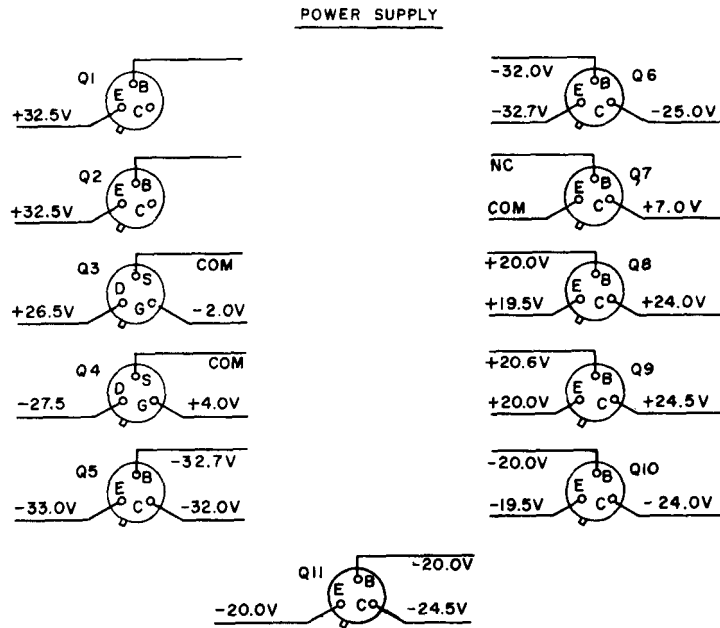 POWER SUPPLY
Q1
B
E
C
+32.5V
Q2
B
E
C
+32.5V
Q3
S
COM
D
G
+26.5V
-2.0V
Q4
S
COM
D
G
-27.5
+4.0V
Q5
B
-32.7V
E
C
-33.0V
-32.0V
-32.0V
B
Q6
E
C
-32.7V
-25.0V
NC
B
Q7
E
C
COM
+7.0V
+20.0V
B
Q8
E
C
+19.5V
+24.0V
+20.6V
B
Q9
E
C
+20.0V
+24.5V
-20.0V
B
Q10
E
C
-19.5V
-24.0V
Q11
B
-20.0V
E
C
-20.0V
-24.5V